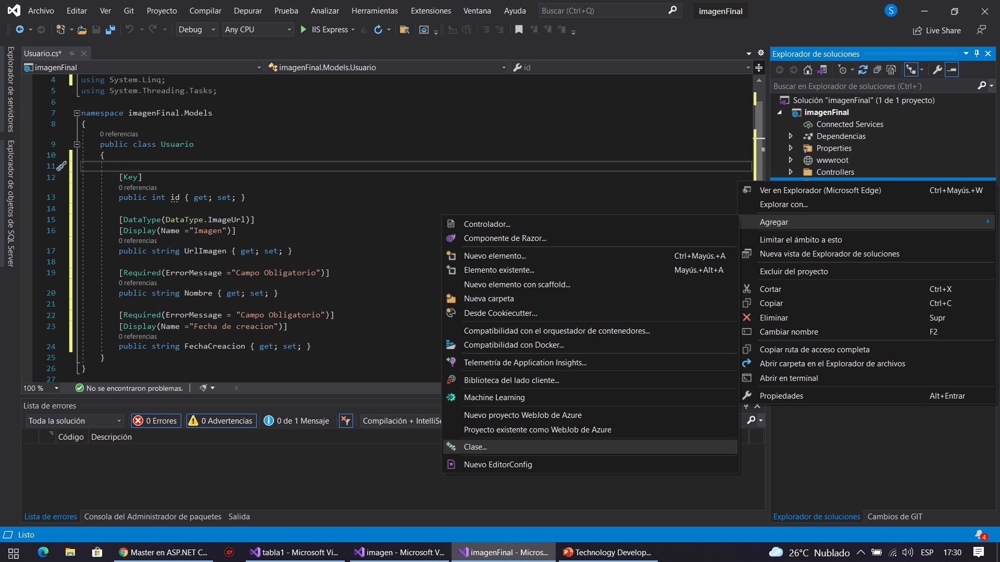 Archivo Editar Ver Git Proyecto Compilar Depurar Prueba Analizar Herramientas Extensiones Ventana Ayuda Buscar (Ctrl+Q) imagenFinal S
Debug Any CPU IIS Express Live Share
Explorador de servidores
Explorador de objetos de SQL Server
Usuario.cs*
imagenFinal imagenFinal.Models.Usuario id
4 using System.Linq;
5 using System.Threading.Tasks;
6
7 namespace imagenFinal.Models
8 {
0 referencias
9 public class Usuario
10 {
11
12 [Key]
0 referencias
13 public int id { get; set; }
14
15 [DataType(DataType.ImageUrl)]
16 [Display(Name ="Imagen")]
0 referencias
17 public string UrlImagen { get; set; }
18
19 [Required(ErrorMessage ="Campo Obligatorio")]
0 referencias
20 public string Nombre { get; set; }
21
22 [Required(ErrorMessage = "Campo Obligatorio")]
23 [Display(Name ="Fecha de creacion")]
0 referencias
24 public string FechaCreacion { get; set; }
25 }
26 }
27
100 % No se encontraron problemas.
Lista de errores
Toda la solución 0 Errores 0 Advertencias 0 de 1 Mensaje Compilación + IntelliSe
Código Descripción
Lista de errores Consola del Administrador de paquetes Salida
Controlador...
Componente de Razor...
Nuevo elemento... Ctrl+Mayús.+A
Elemento existente... Mayús.+Alt+A
Nuevo elemento con scaffold...
Nueva carpeta
Desde Cookiecutter...
Compatibilidad con el orquestador de contenedores...
Compatibilidad con Docker...
Telemetría de Application Insights...
Biblioteca del lado cliente...
Machine Learning
Nuevo proyecto WebJob de Azure
Proyecto existente como WebJob de Azure
Clase...
Nuevo EditorConfig
Explorador de soluciones
Buscar en Explorador de soluciones (Ctrl+´)
Solución "imagenFinal" (1 de 1 proyecto)
imagenFinal
Connected Services
Dependencias
Properties
wwwroot
Controllers
Ver en Explorador (Microsoft Edge) Ctrl+Mayús.+W
Explorar con...
Agregar
Limitar el ámbito a esto
Nueva vista de Explorador de soluciones
Excluir del proyecto
Cortar Ctrl+X
Copiar Ctrl+C
Eliminar Supr
Cambiar nombre F2
Copiar ruta de acceso completa
Abrir carpeta en el Explorador de archivos
Abrir en terminal
Propiedades Alt+Entrar
Explorador de soluciones Cambios de GIT
Listo 4
Master en ASP.NET C... tabla1 - Microsoft Vi... imagen - Microsoft V... imagenFinal - Micros... Technology Develop... 26°C Nublado ESP 17:30